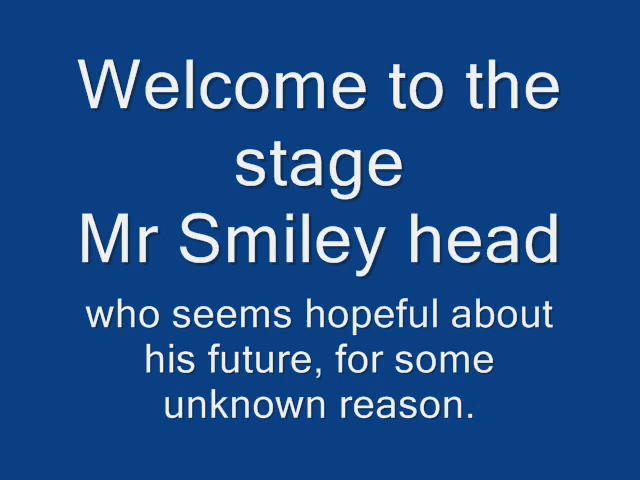 Welcome to the
stage
Mr Smiley head
who seems hopeful about
his future, for some
unknown reason.